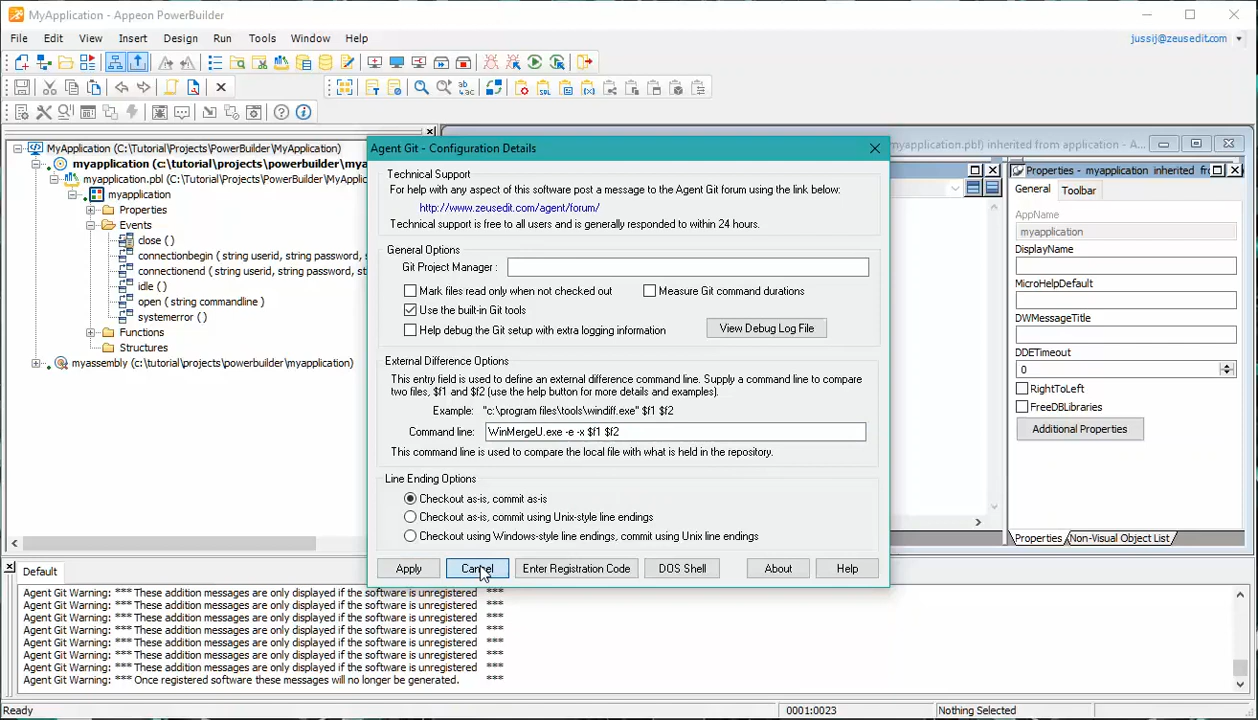 MyApplication - Appeon PowerBuilder
File Edit View Insert Design Run Tools Window Help
jussij@zeusedit.com
MyApplication (C:\Tutorial\Projects\PowerBuilder\MyApplication)
myapplication (c:\tutorial\projects\powerbuilder\mya
myapplication.pbl (C:\Tutorial\Projects\PowerBuilder\MyApplic
myapplication
Properties
Events
close ( )
connectionbegin ( string userid, string password,
connectionend ( string userid, string password, s
idle ( )
open ( string commandline )
systemerror ( )
Functions
Structures
myassembly (c:\tutorial\projects\powerbuilder\myapplication)
Agent Git - Configuration Details
Technical Support
For help with any aspect of this software post a message to the Agent Git forum using the link below:
http://www.zeusedit.com/agent/forum/
Technical support is free to all users and is generally responded to within 24 hours.
General Options
Git Project Manager :
Mark files read only when not checked out
Measure Git command durations
Use the built-in Git tools
Help debug the Git setup with extra logging information
View Debug Log File
External Difference Options
This entry field is used to define an external difference command line. Supply a command line to compare
two files, $f1 and $f2 (use the help button for more details and examples).
Example: "c:\program files\tools\windiff.exe" $f1 $f2
Command line: WinMergeU.exe -e -x $f1 $f2
This command line is used to compare the local file with what is held in the repository.
Line Ending Options
Checkout as-is, commit as-is
Checkout as-is, commit using Unix-style line endings
Checkout using Windows-style line endings, commit using Unix line endings
Apply Cancel Enter Registration Code DOS Shell About Help
myapplication.pbl) inherited from application - A...
Properties - myapplication inherited f
General Toolbar
AppName
myapplication
DisplayName
MicroHelpDefault
DWMessageTitle
DDETimeout
0
RightToLeft
FreeDBLibraries
Additional Properties
Properties Non-Visual Object List
Default
Agent Git Warning: *** These addition messages are only displayed if the software is unregistered ***
Agent Git Warning: *** These addition messages are only displayed if the software is unregistered ***
Agent Git Warning: *** These addition messages are only displayed if the software is unregistered ***
Agent Git Warning: *** These addition messages are only displayed if the software is unregistered ***
Agent Git Warning: *** These addition messages are only displayed if the software is unregistered ***
Agent Git Warning: *** These addition messages are only displayed if the software is unregistered ***
Agent Git Warning: *** These addition messages are only displayed if the software is unregistered ***
Agent Git Warning: *** Once registered software these messages will no longer be generated. ***
Ready
0001:0023
Nothing Selected